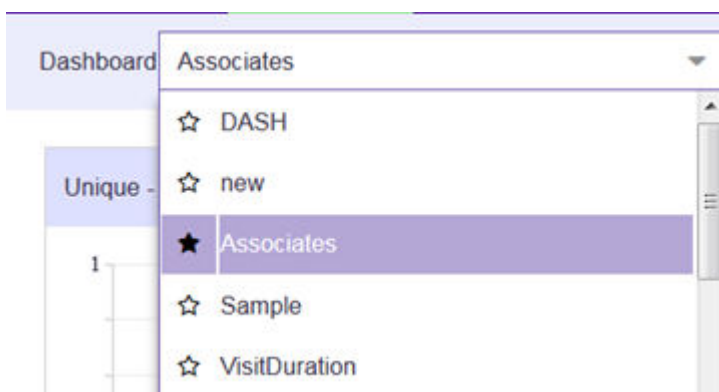 Dashboard Associates
DASH
new
Unique -
Associates
1
Sample
VisitDuration